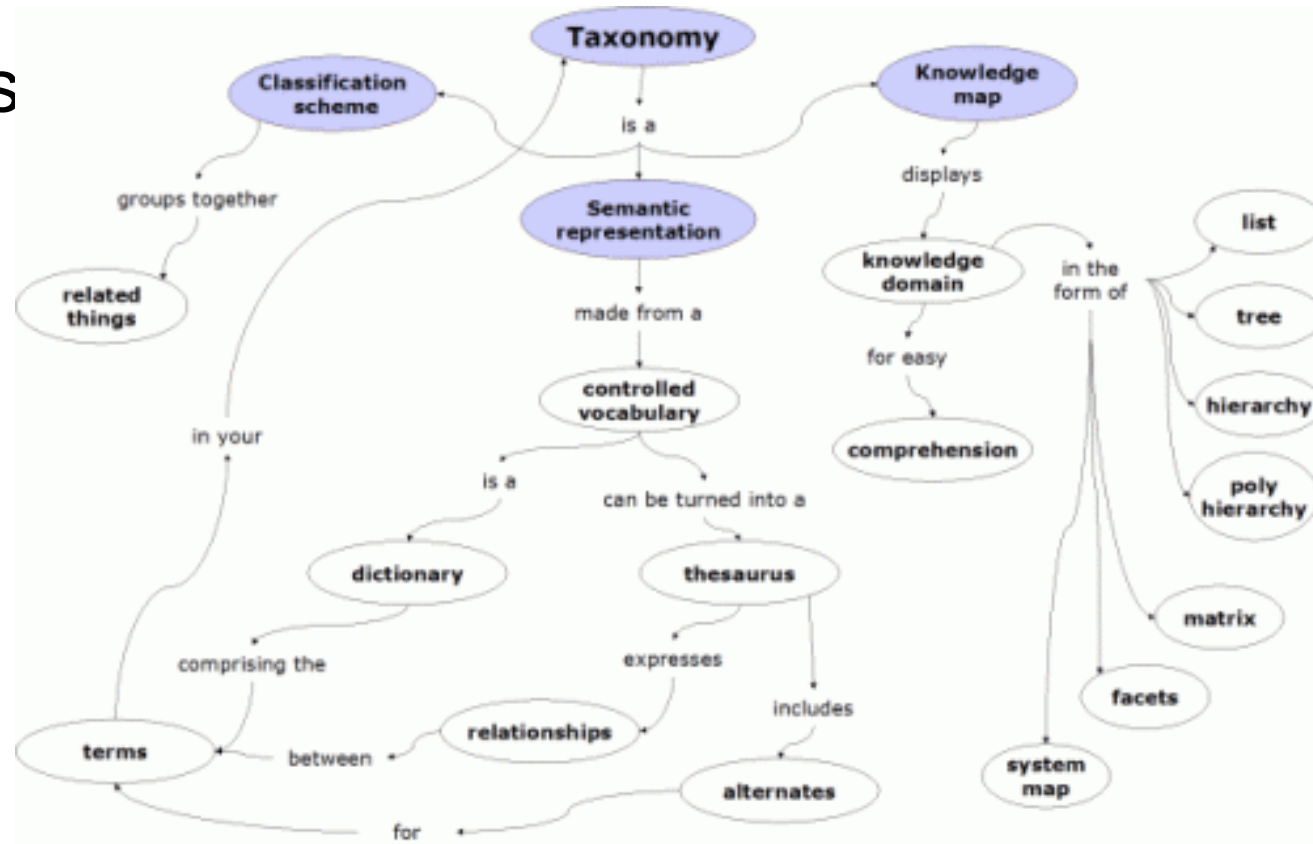 s
Taxonomy
Classification
scheme
Knowledge
map
is a
displays
groups together
Semantic
representation
list
knowledge
domain
in the
form of
related
things
made from a
tree
for easy
controlled
vocabulary
hierarchy
in your
comprehension
is a
can be turned into a
poly
hierarchy
dictionary
thesaurus
matrix
comprising the
expresses
facets
includes
relationships
terms
between
system
map
alternates
for